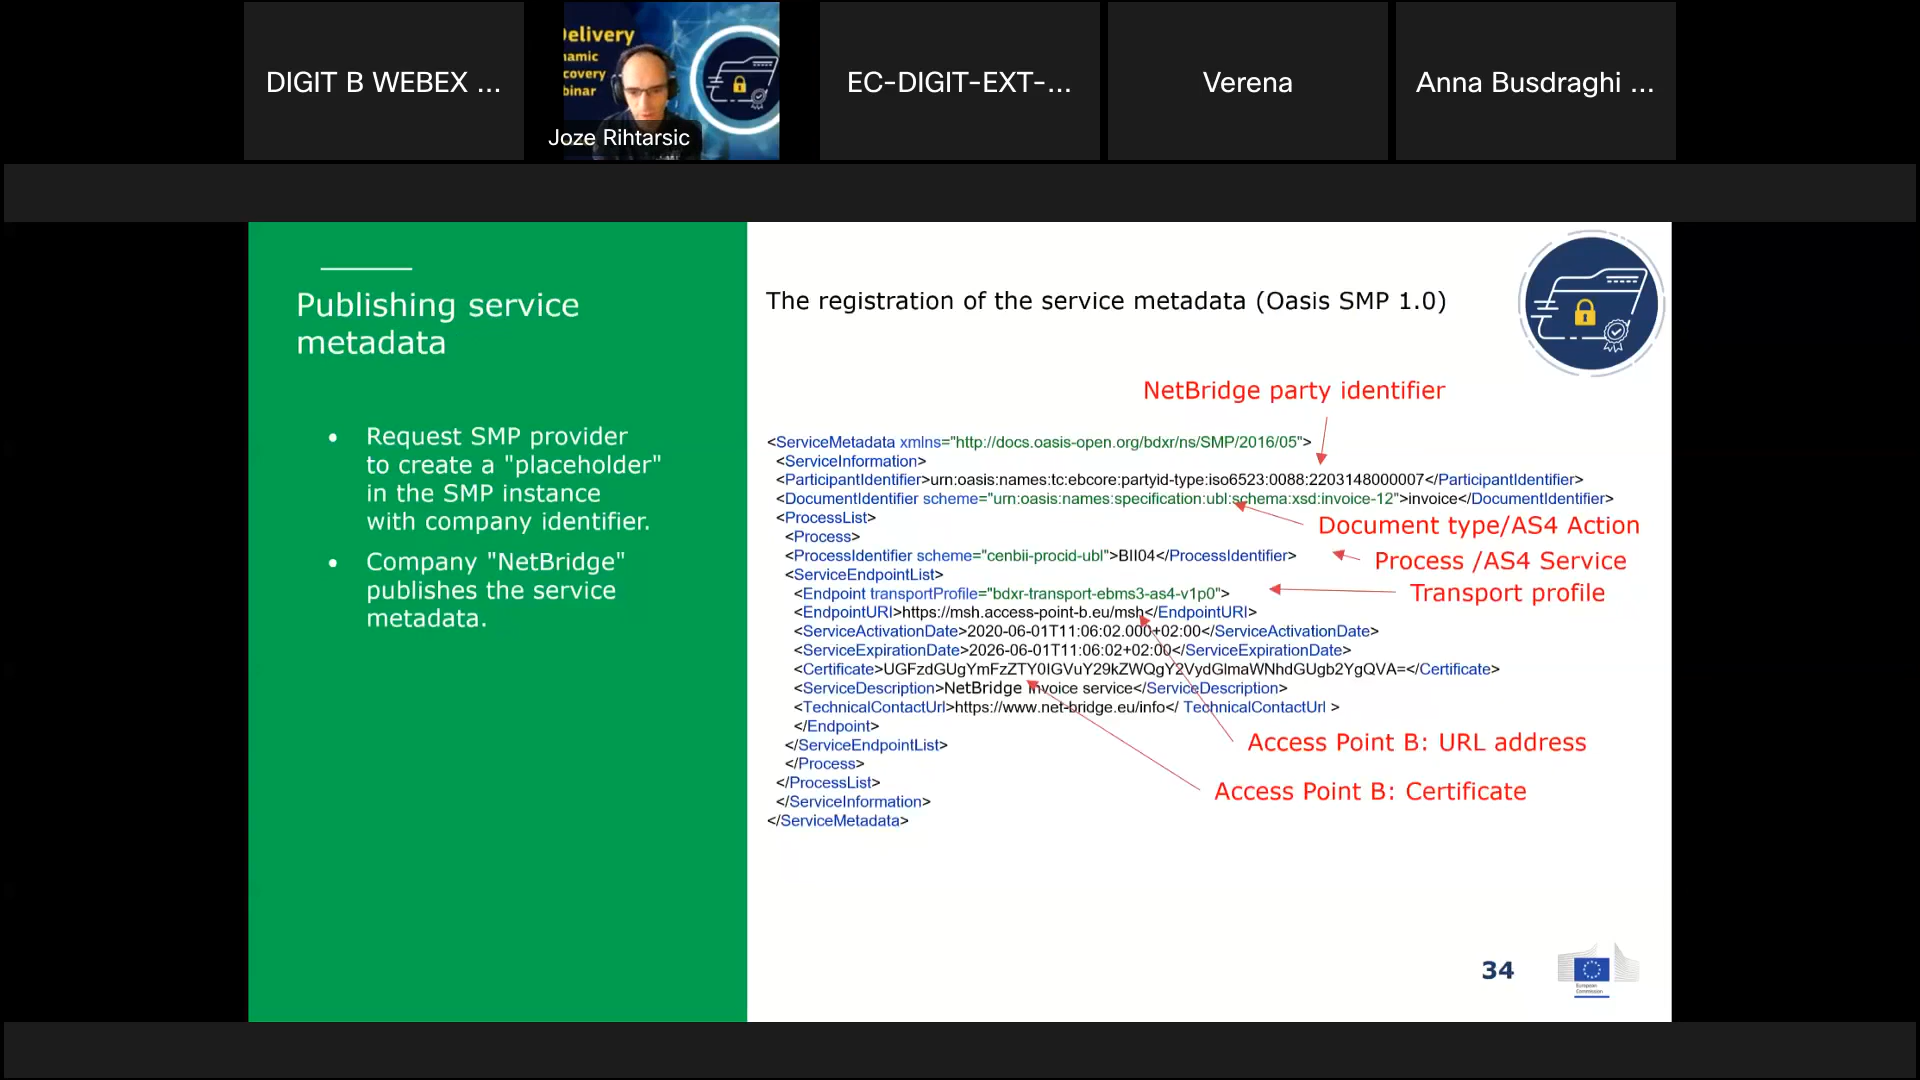 DIGIT B WEBEX ...
Delivery
namic
covery
binar
Joze Rihtarsic
EC-DIGIT-EXT-...
Verena
Anna Busdraghi ...
Publishing service
metadata
• Request SMP provider
to create a "placeholder"
in the SMP instance
with company identifier.
• Company "NetBridge"
publishes the service
metadata.
The registration of the service metadata (Oasis SMP 1.0)
NetBridge party identifier
<ServiceMetadata xmlns="http://docs.oasis-open.org/bdxr/ns/SMP/2016/05">
<ServiceInformation>
<ParticipantIdentifier>urn:oasis:names:tc:ebcore:partyid-type:iso6523:0088:2203148000007</ParticipantIdentifier>
<DocumentIdentifier scheme="urn:oasis:names:specification:ubl:schema:xsd:invoice-12">invoice</DocumentIdentifier>
<ProcessList>
Document type/AS4 Action
<Process>
<ProcessIdentifier scheme="cenbii-procid-ubl">BII04</ProcessIdentifier>
Process /AS4 Service
<ServiceEndpointList>
<Endpoint transportProfile="bdxr-transport-ebms3-as4-v1p0">
Transport profile
<EndpointURI>https://msh.access-point-b.eu/msh</EndpointURI>
<ServiceActivationDate>2020-06-01T11:06:02.000+02:00</ServiceActivationDate>
<ServiceExpirationDate>2026-06-01T11:06:02+02:00</ServiceExpirationDate>
<Certificate>UGFzdGUgYmFzZTY0IGVuY29kZWQgY2VydGlmaWNhdGUgb2YgQVA=</Certificate>
<ServiceDescription>NetBridge invoice service</ServiceDescription>
<TechnicalContactUrl>https://www.net-bridge.eu/info</ TechnicalContactUrl >
</Endpoint>
</ServiceEndpointList>
Access Point B: URL address
</Process>
</ProcessList>
Access Point B: Certificate
</ServiceInformation>
</ServiceMetadata>
34
European
Commission